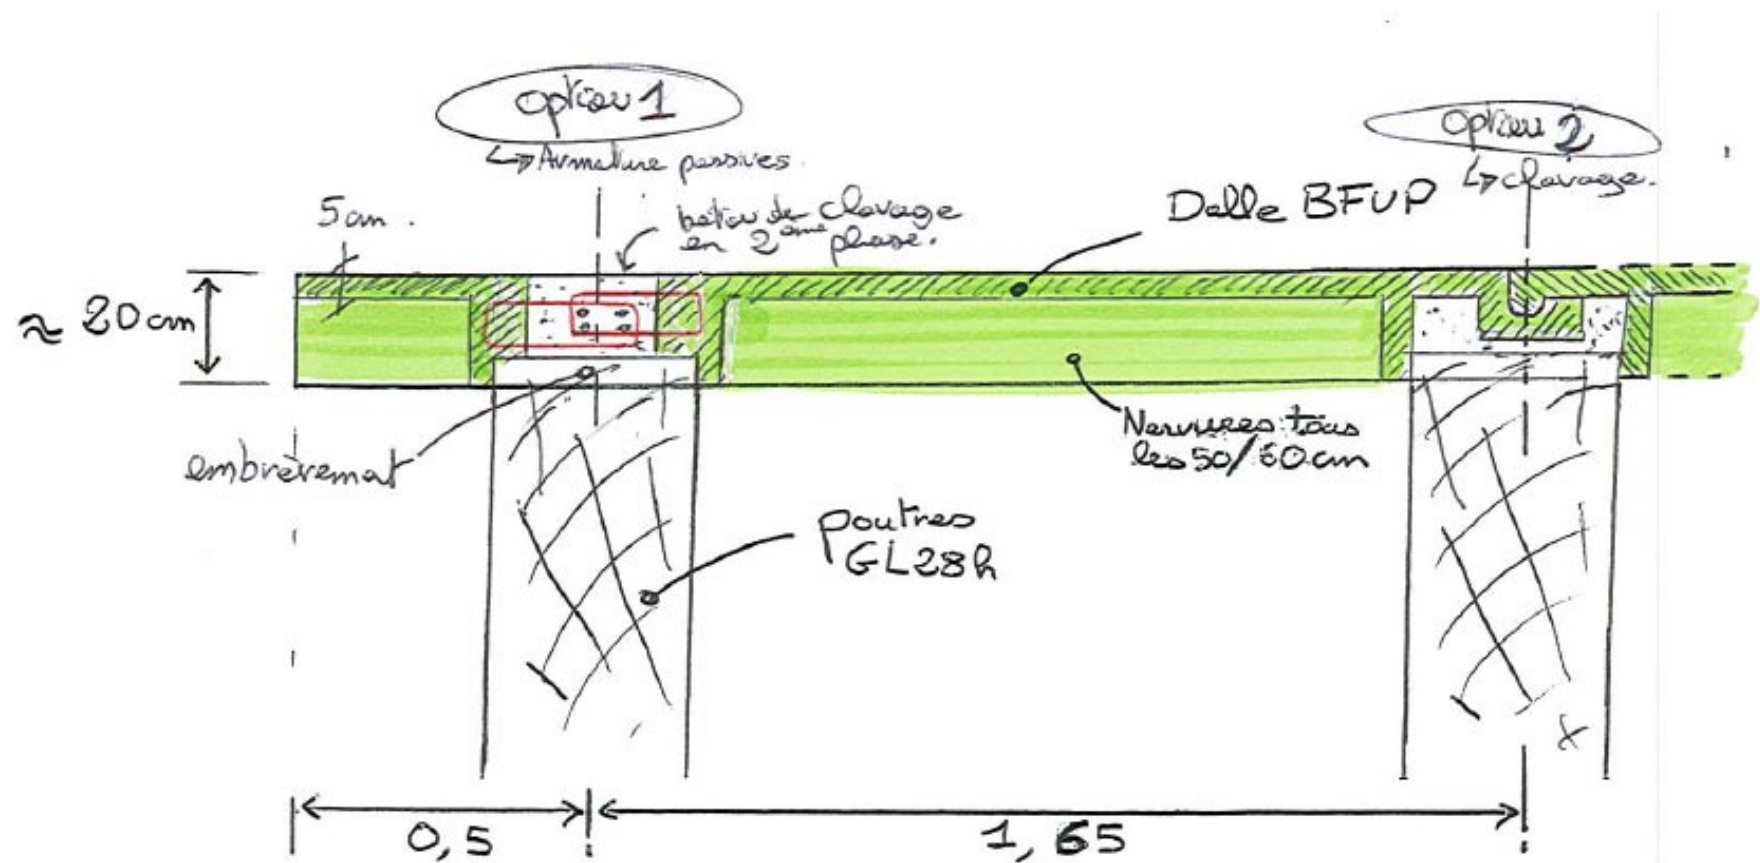 option 1
↳ Armature passives.
option 2
↳ clavage.
5 cm.
béton de clavage
en 2ème phase.
Dalle BFUP
≈ 20 cm
embrèvemat
Nervures tous
les 50/60 cm
poutres
GL28h
0,5
1,65